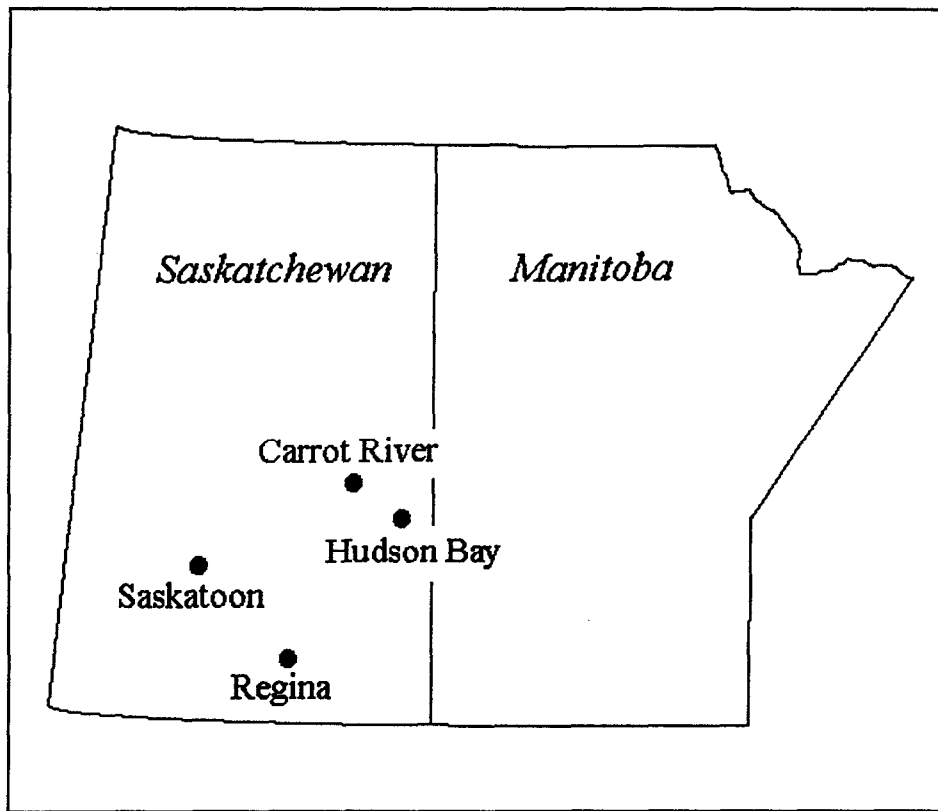 Saskatchewan
Manitoba
Carrot River
Hudson Bay
Saskatoon
Regina